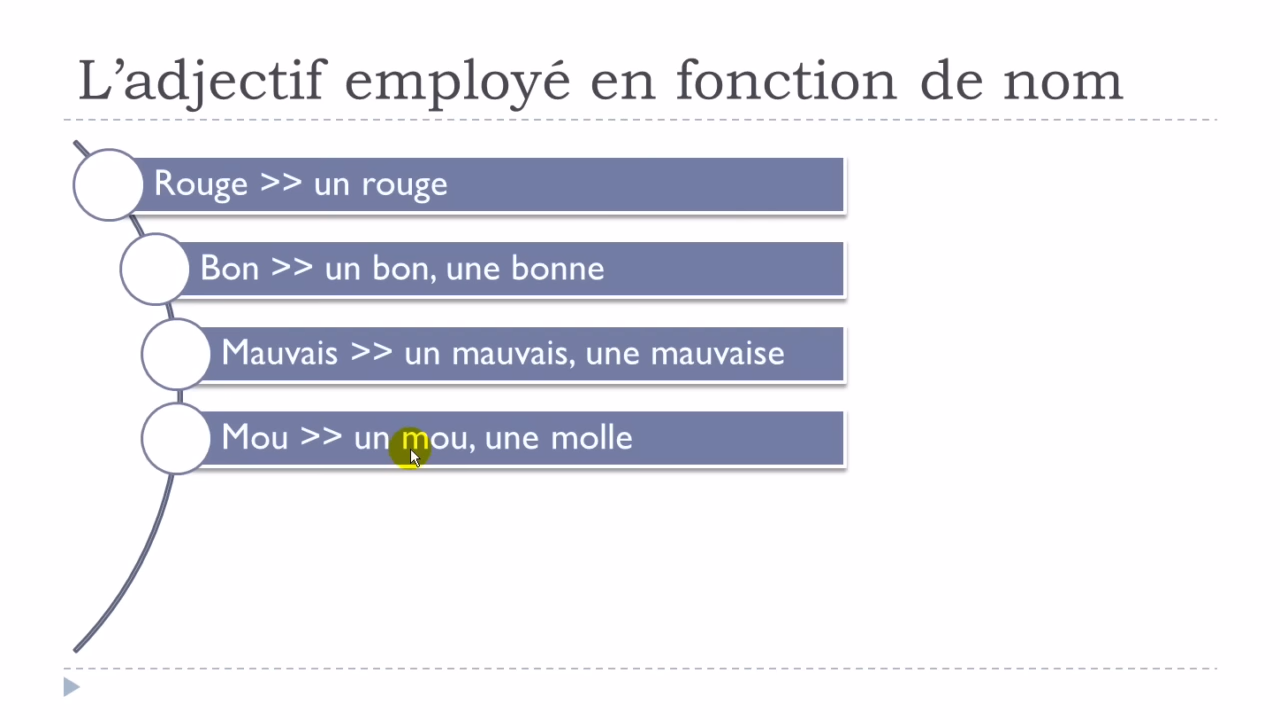 L’adjectif employé en fonction de nom
Rouge >> un rouge
Bon >> un bon, une bonne
Mauvais >> un mauvais, une mauvaise
Mou >> un mou, une molle